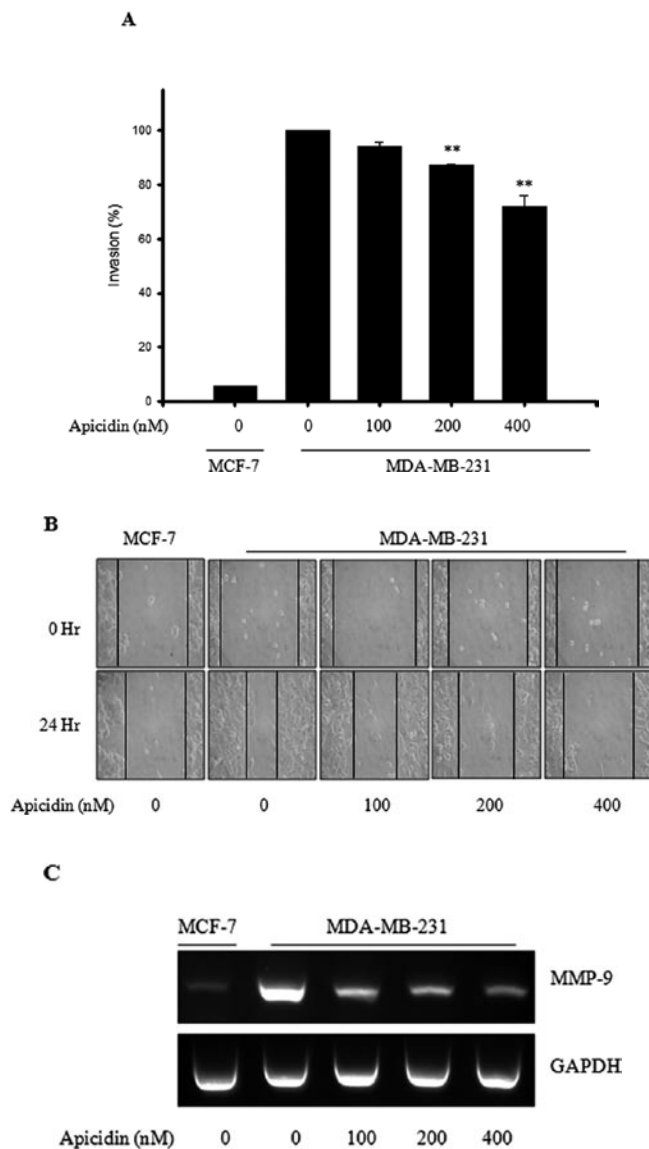 A
Invasion (%)
100
80
60
40
20
0
** **
Apicidin (nM) 0 0 100 200 400
MCF-7 MDA-MB-231
B
MCF-7 MDA-MB-231
0 Hr
24 Hr
Apicidin (nM) 0 0 100 200 400
C
MCF-7 MDA-MB-231
MMP-9
GAPDH
Apicidin (nM) 0 0 100 200 400